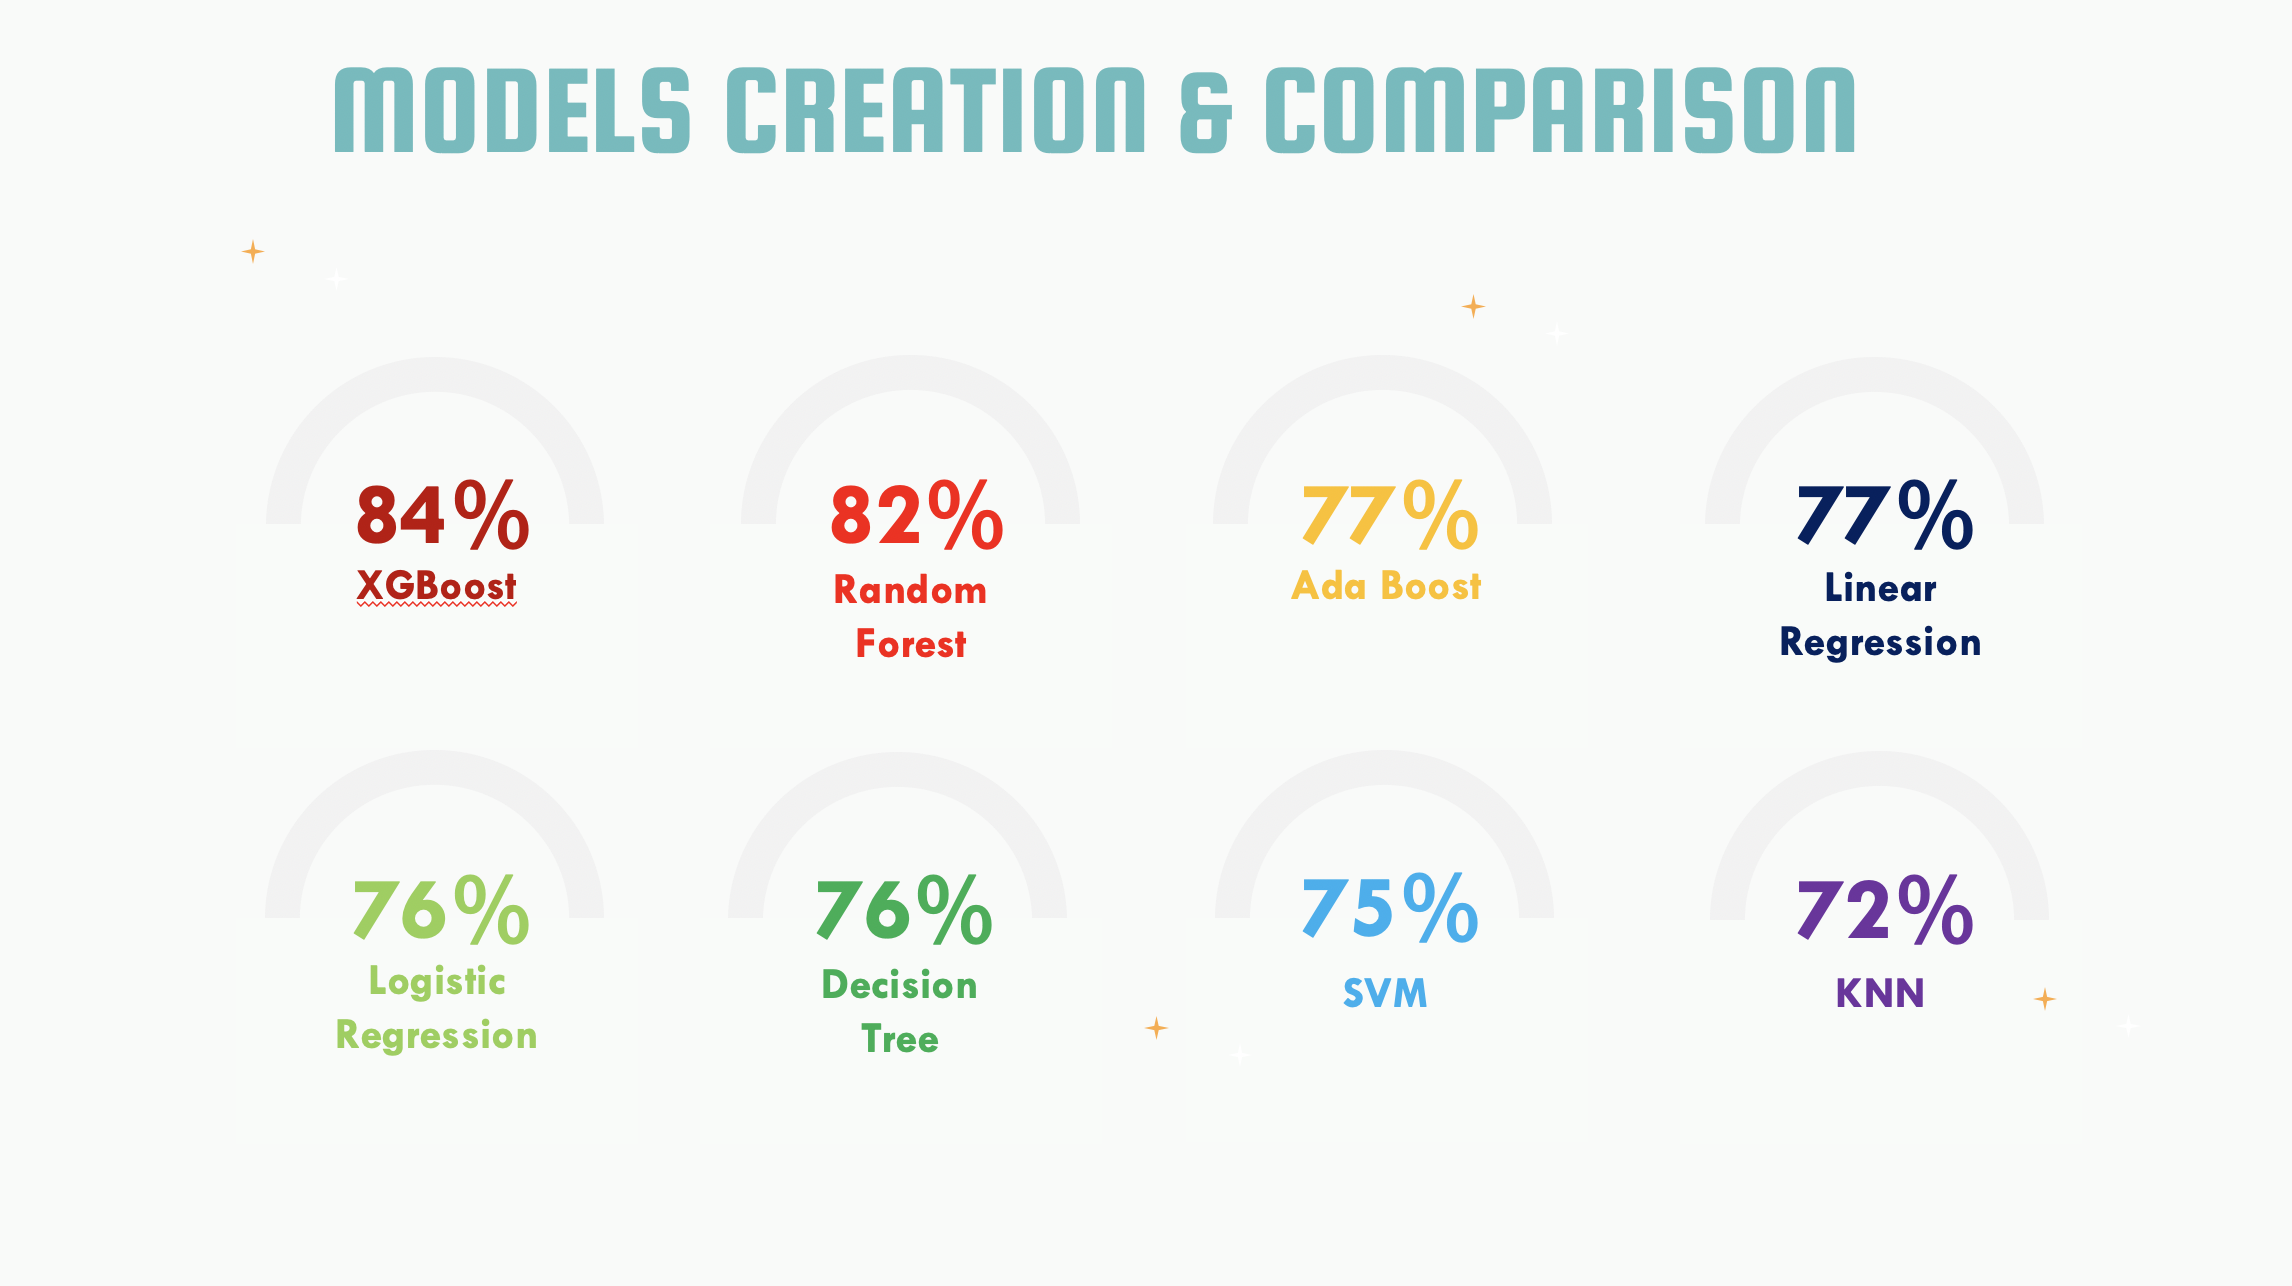 MODELS CREATION & COMPARISON
84%
XGBoost
82%
Random
Forest
77%
Ada Boost
77%
Linear
Regression
76%
Logistic
Regression
76%
Decision
Tree
75%
SVM
72%
KNN